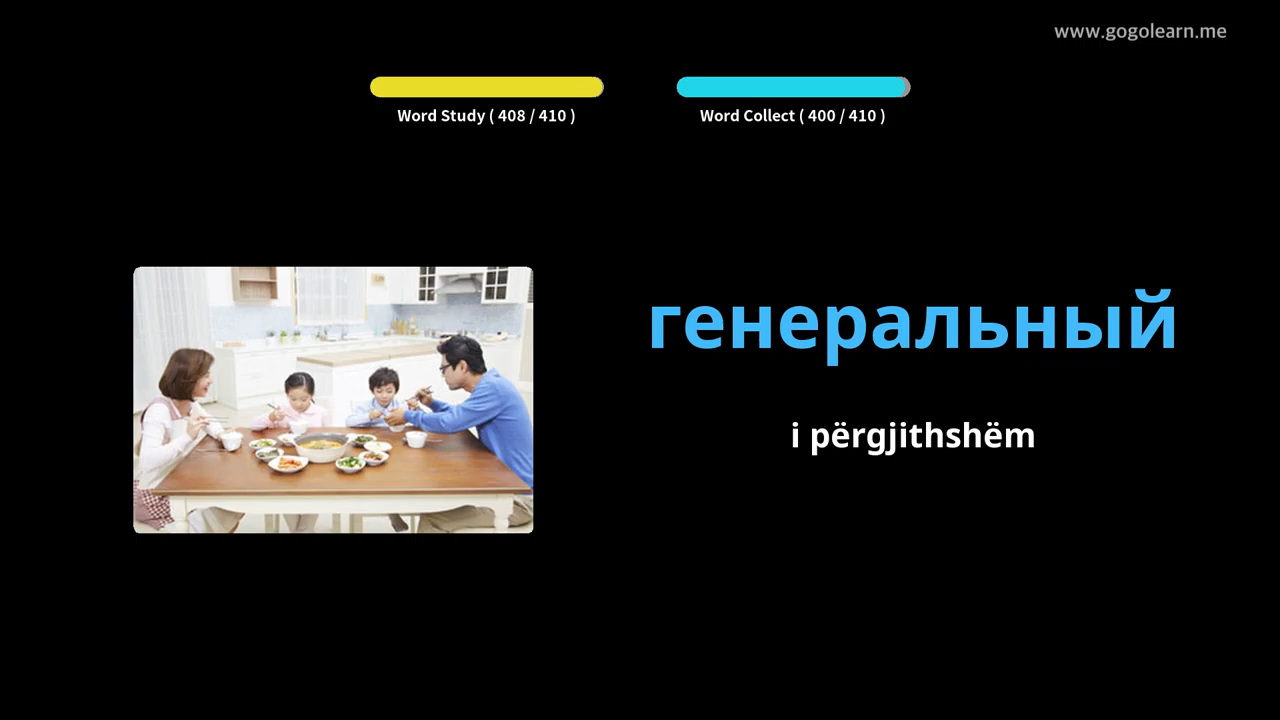 www.gogolearn.me
Word Study ( 408 / 410 )
Word Collect ( 400 / 410 )
генеральный
i përgjithshëm